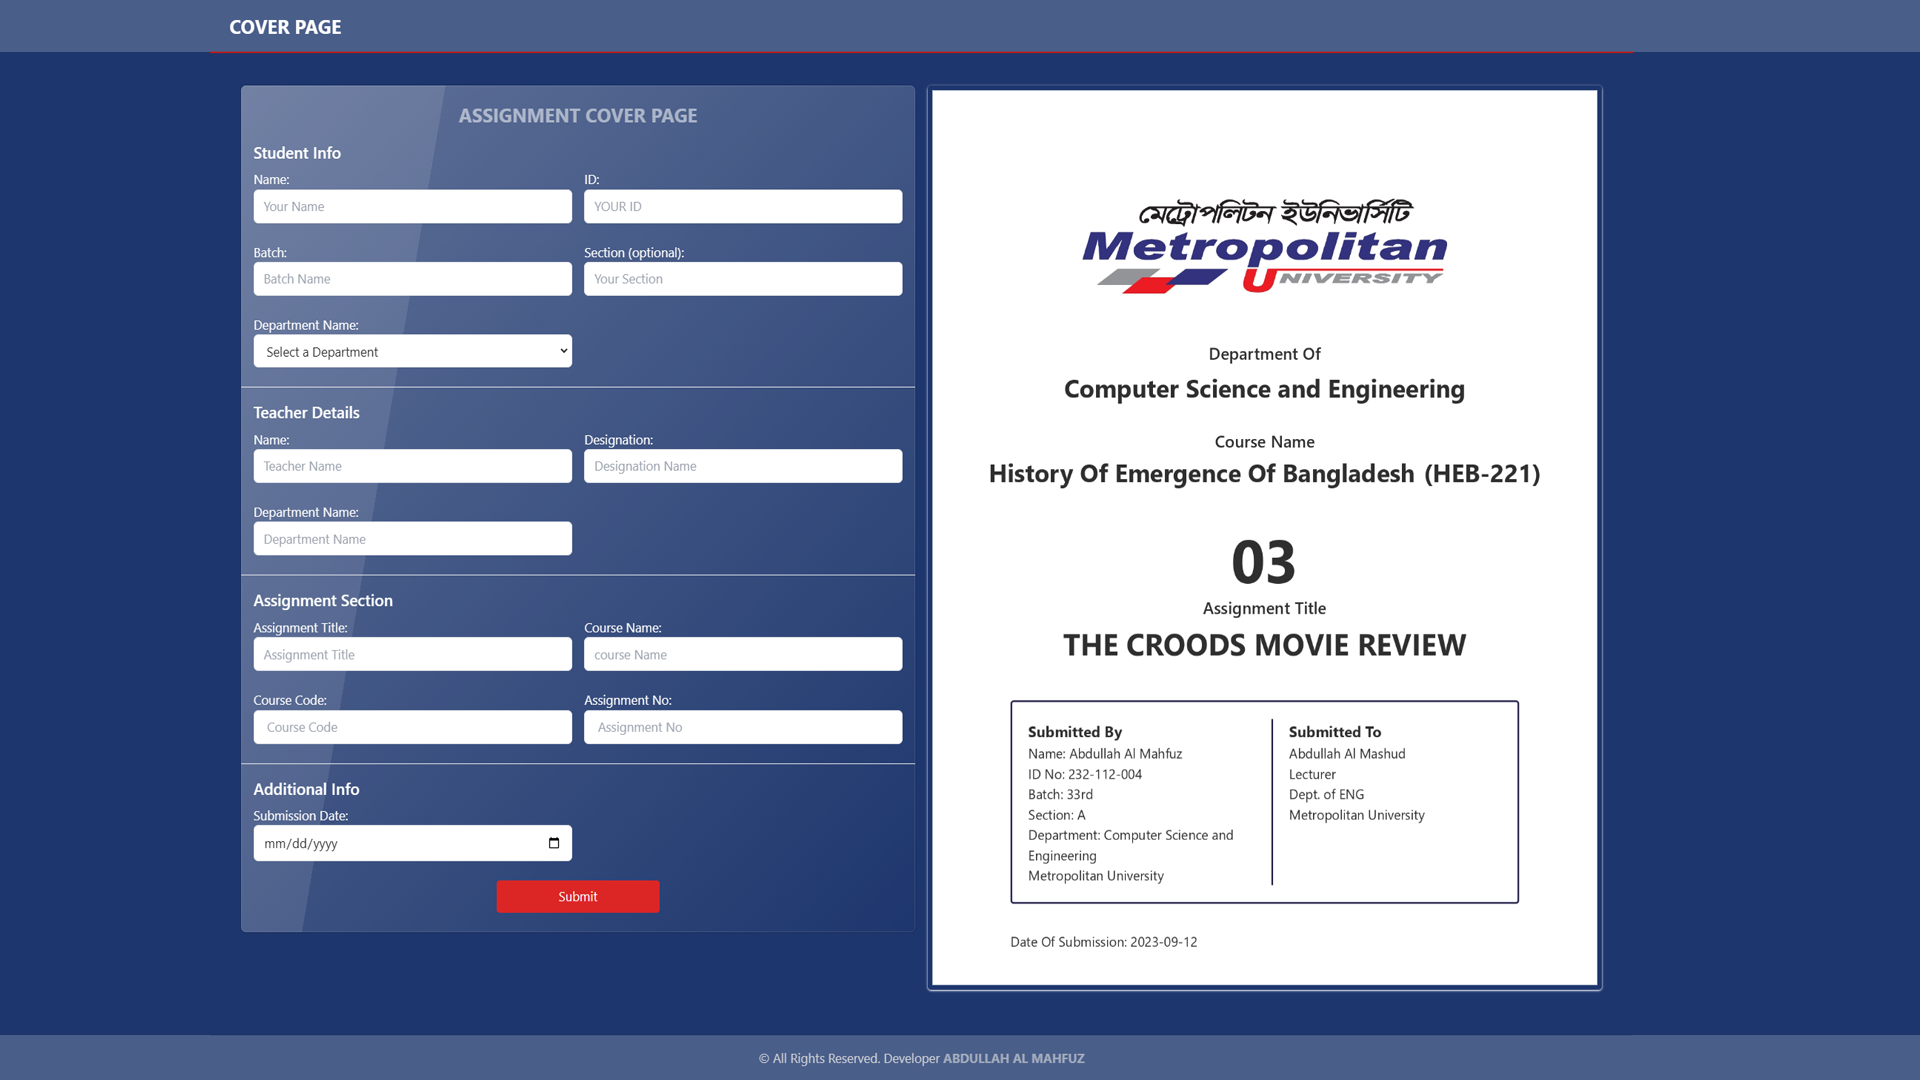 COVER PAGE
ASSIGNMENT COVER PAGE
Student Info
Name:
Your Name
ID:
YOUR ID
Batch:
Batch Name
Section (optional):
Your Section
Department Name:
Select a Department
Teacher Details
Name:
Teacher Name
Designation:
Designation Name
Department Name:
Department Name
Assignment Section
Assignment Title:
Assignment Title
Course Name:
course Name
Course Code:
Course Code
Assignment No:
Assignment No
Additional Info
Submission Date:
mm/dd/yyyy
Submit
মেট্রোপলিটন ইউনিভার্সিটি
Metropolitan
UNIVERSITY
Department Of
Computer Science and Engineering
Course Name
History Of Emergence Of Bangladesh (HEB-221)
03
Assignment Title
THE CROODS MOVIE REVIEW
Submitted By
Name: Abdullah Al Mahfuz
ID No: 232-112-004
Batch: 33rd
Section: A
Department: Computer Science and
Engineering
Metropolitan University
Submitted To
Abdullah Al Mashud
Lecturer
Dept. of ENG
Metropolitan University
Date Of Submission: 2023-09-12
© All Rights Reserved. Developer ABDULLAH AL MAHFUZ